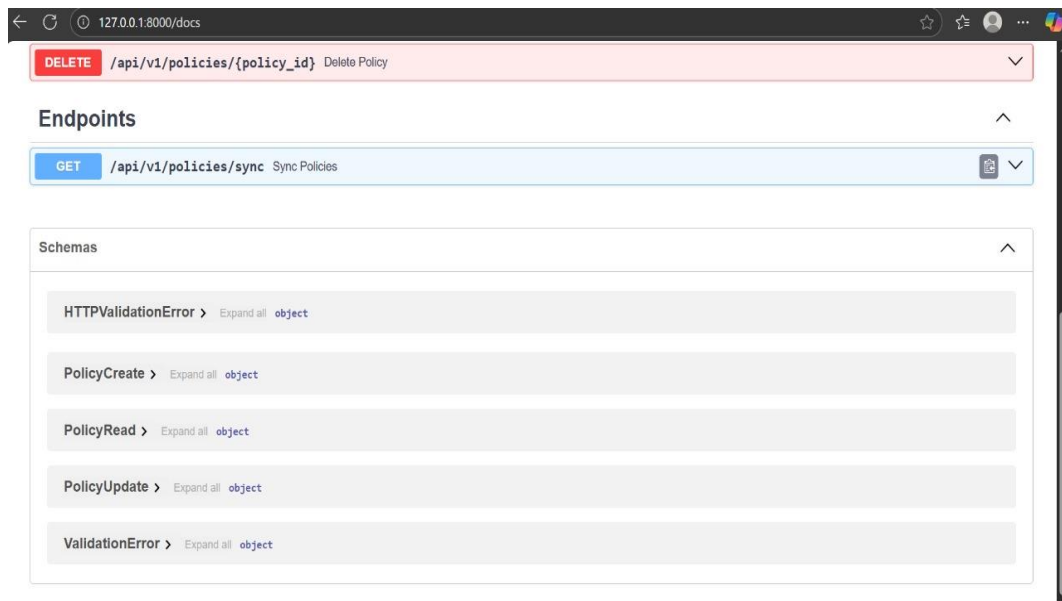 127.0.0.1:8000/docs
DELETE /api/v1/policies/{policy_id} Delete Policy
Endpoints
GET /api/v1/policies/sync Sync Policies
Schemas
HTTPValidationError Expand all object
PolicyCreate Expand all object
PolicyRead Expand all object
PolicyUpdate Expand all object
ValidationError Expand all object